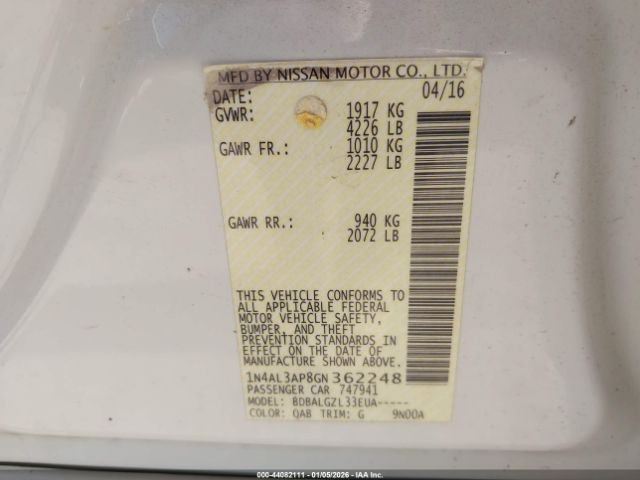 MFD BY NISSAN MOTOR CO., LTD.
DATE: 04/16
GVWR: 1917 KG
4226 LB
GAWR FR.: 1010 KG
2227 LB
GAWR RR.: 940 KG
2072 LB
THIS VEHICLE CONFORMS TO
ALL APPLICABLE FEDERAL
MOTOR VEHICLE SAFETY,
BUMPER, AND THEFT
PREVENTION STANDARDS IN
EFFECT ON THE DATE OF
MANUFACTURE SHOWN ABOVE.
1N4AL3AP8GN362248
PASSENGER CAR 747941
MODEL: BDBALGZL33EUA-----
COLOR: QAB TRIM: G 9N00A
000-44082111 - 01/05/2026 - IAAI.COM